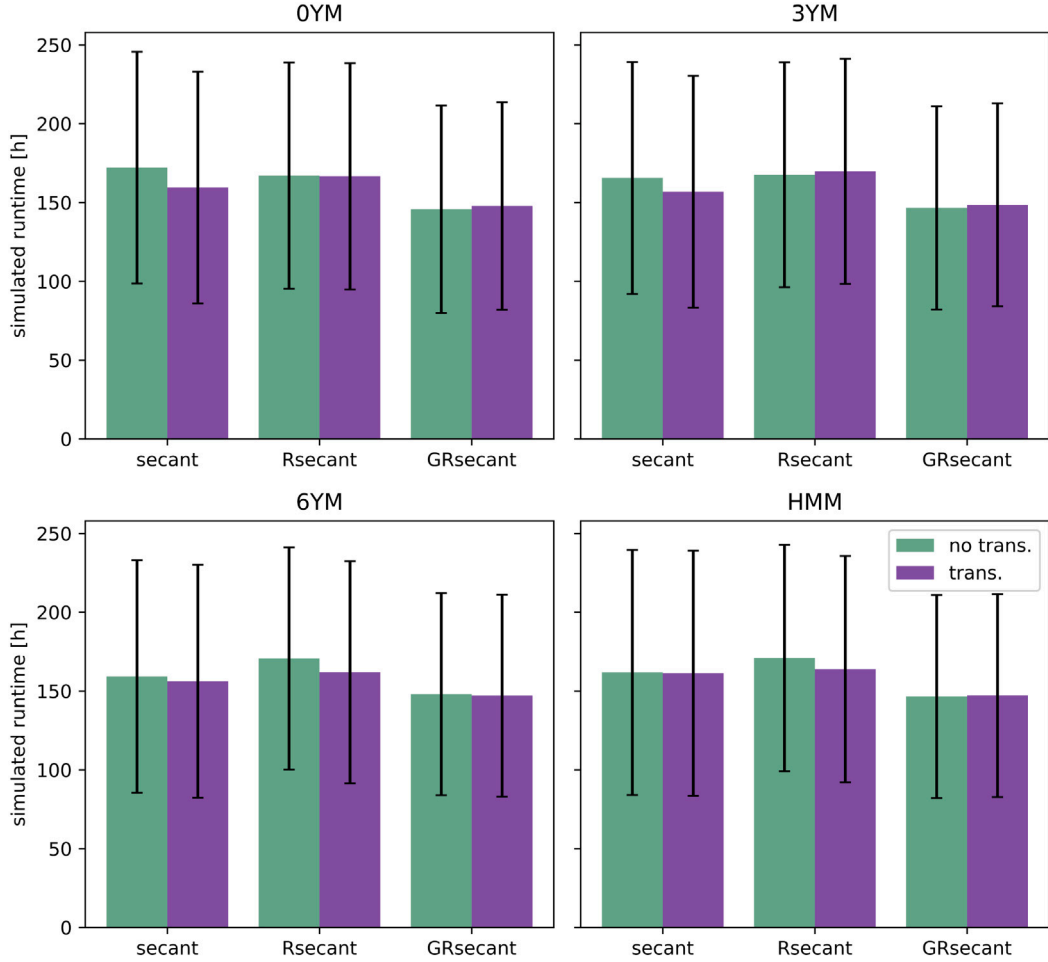 0YM
3YM
250
200
150
100
50
0
simulated runtime [h]
secant
Rsecant
GRsecant
secant
Rsecant
GRsecant
6YM
HMM
250
200
150
100
50
0
simulated runtime [h]
no trans.
trans.
secant
Rsecant
GRsecant
secant
Rsecant
GRsecant